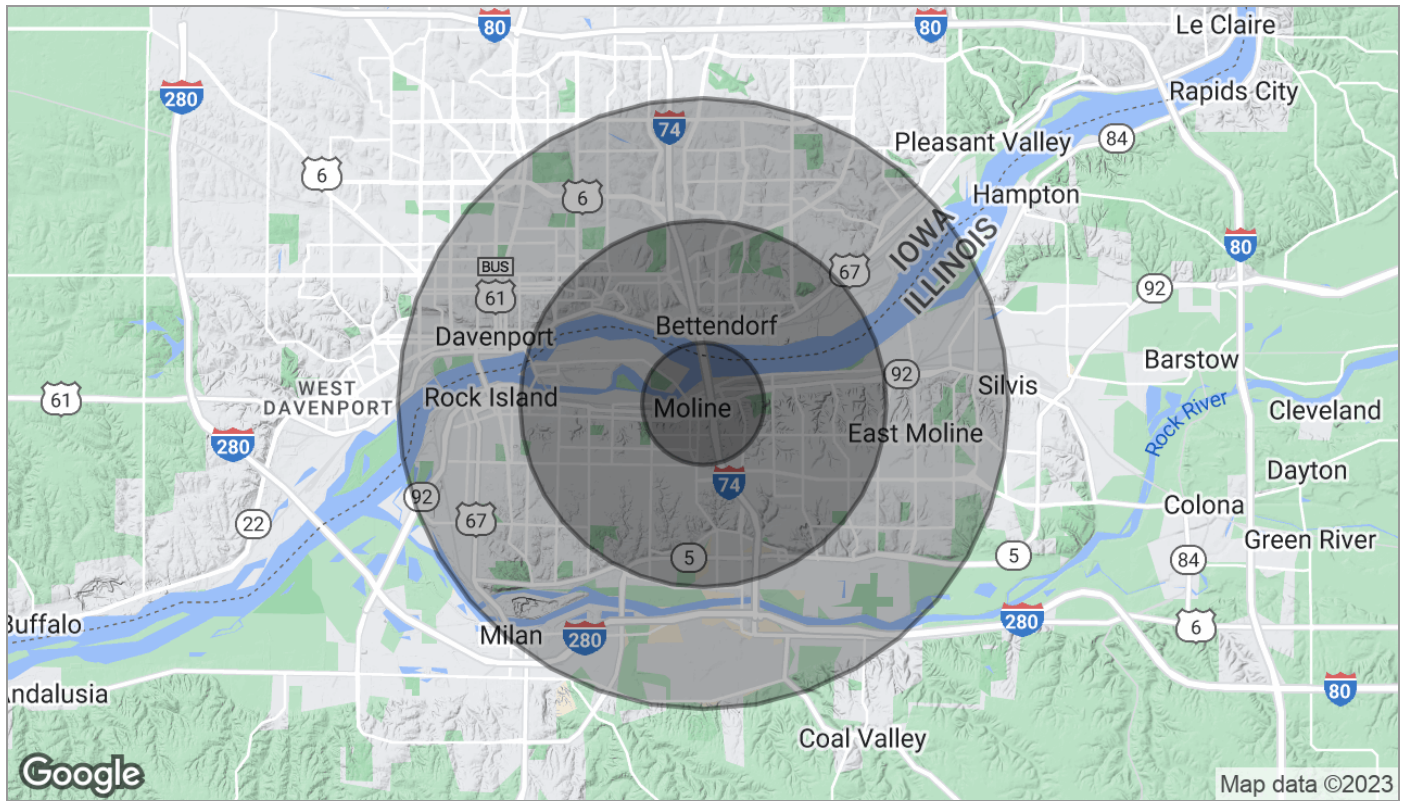 80
80
Le Claire
280
Rapids City
74
Pleasant Valley
84
6
6
Hampton
IOWA
ILLINOIS
80
BUS
61
67
92
Davenport
Bettendorf
Barstow
92
Silvis
WEST
DAVENPORT
61
Rock Island
Moline
Rock River
Cleveland
East Moline
280
Dayton
74
92
Colona
67
22
Green River
5
5
84
Buffalo
Milan
280
280
6
Andalusia
80
Coal Valley
Google
Map data ©2023